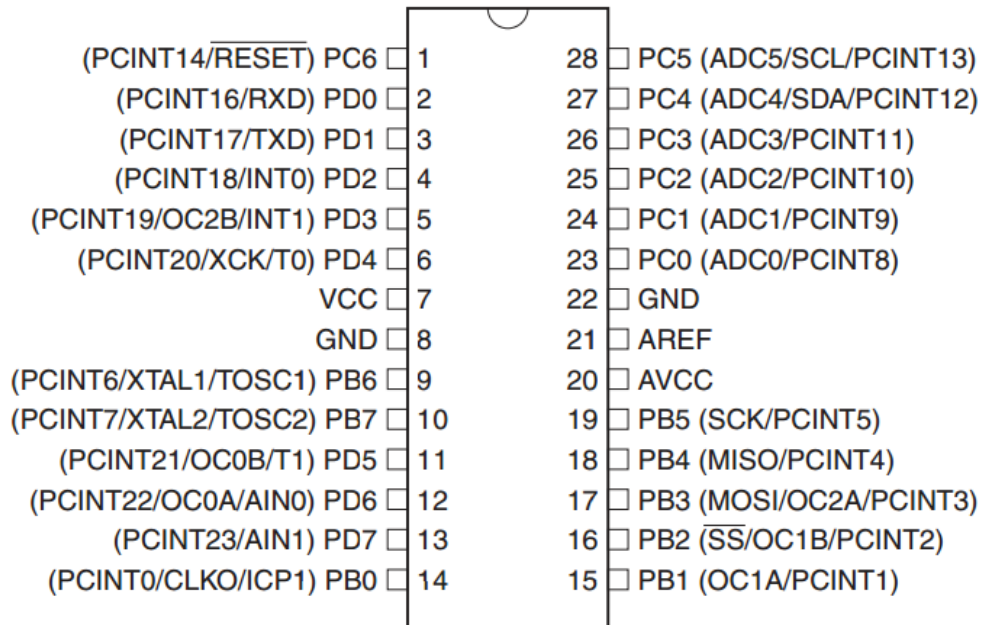 (PCINT14/RESET) PC6 1
(PCINT16/RXD) PD0 2
(PCINT17/TXD) PD1 3
(PCINT18/INT0) PD2 4
(PCINT19/OC2B/INT1) PD3 5
(PCINT20/XCK/T0) PD4 6
VCC 7
GND 8
(PCINT6/XTAL1/TOSC1) PB6 9
(PCINT7/XTAL2/TOSC2) PB7 10
(PCINT21/OC0B/T1) PD5 11
(PCINT22/OC0A/AIN0) PD6 12
(PCINT23/AIN1) PD7 13
(PCINT0/CLKO/ICP1) PB0 14
28 PC5 (ADC5/SCL/PCINT13)
27 PC4 (ADC4/SDA/PCINT12)
26 PC3 (ADC3/PCINT11)
25 PC2 (ADC2/PCINT10)
24 PC1 (ADC1/PCINT9)
23 PC0 (ADC0/PCINT8)
22 GND
21 AREF
20 AVCC
19 PB5 (SCK/PCINT5)
18 PB4 (MISO/PCINT4)
17 PB3 (MOSI/OC2A/PCINT3)
16 PB2 (SS/OC1B/PCINT2)
15 PB1 (OC1A/PCINT1)